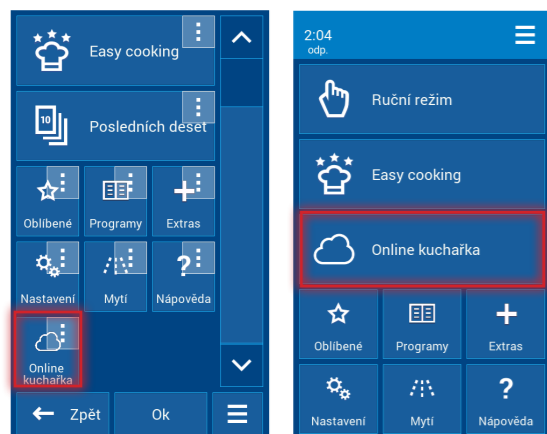 Easy cooking
10
Posledních deset
Oblíbené
Programy
Extras
Nastavení
Mytí
?
Nápověda
Online
kuchařka
Zpět
Ok
2:04
odp.
Ruční režim
Easy cooking
Online kuchařka
Oblíbené
Programy
Extras
Nastavení
Mytí
?
Nápověda